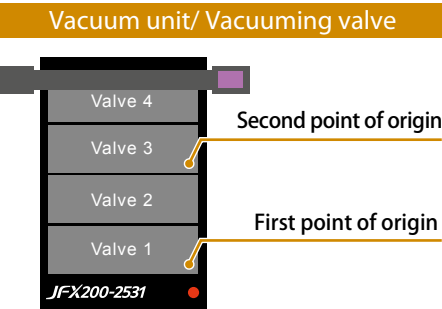 Vacuum unit/ Vacuuming valve
Valve 4
Second point of origin
Valve 3
Valve 2
First point of origin
Valve 1
JFX200-2531